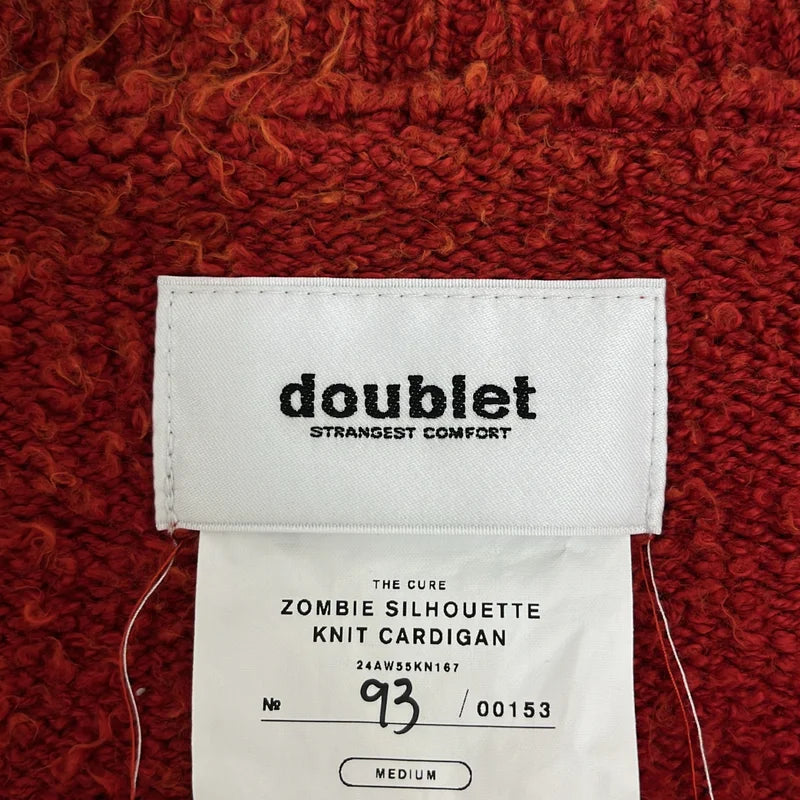 doublet
STRANGEST COMFORT
THE CURE
ZOMBIE SILHOUETTE
KNIT CARDIGAN
24AW55KN167
№ 93 / 00153
MEDIUM